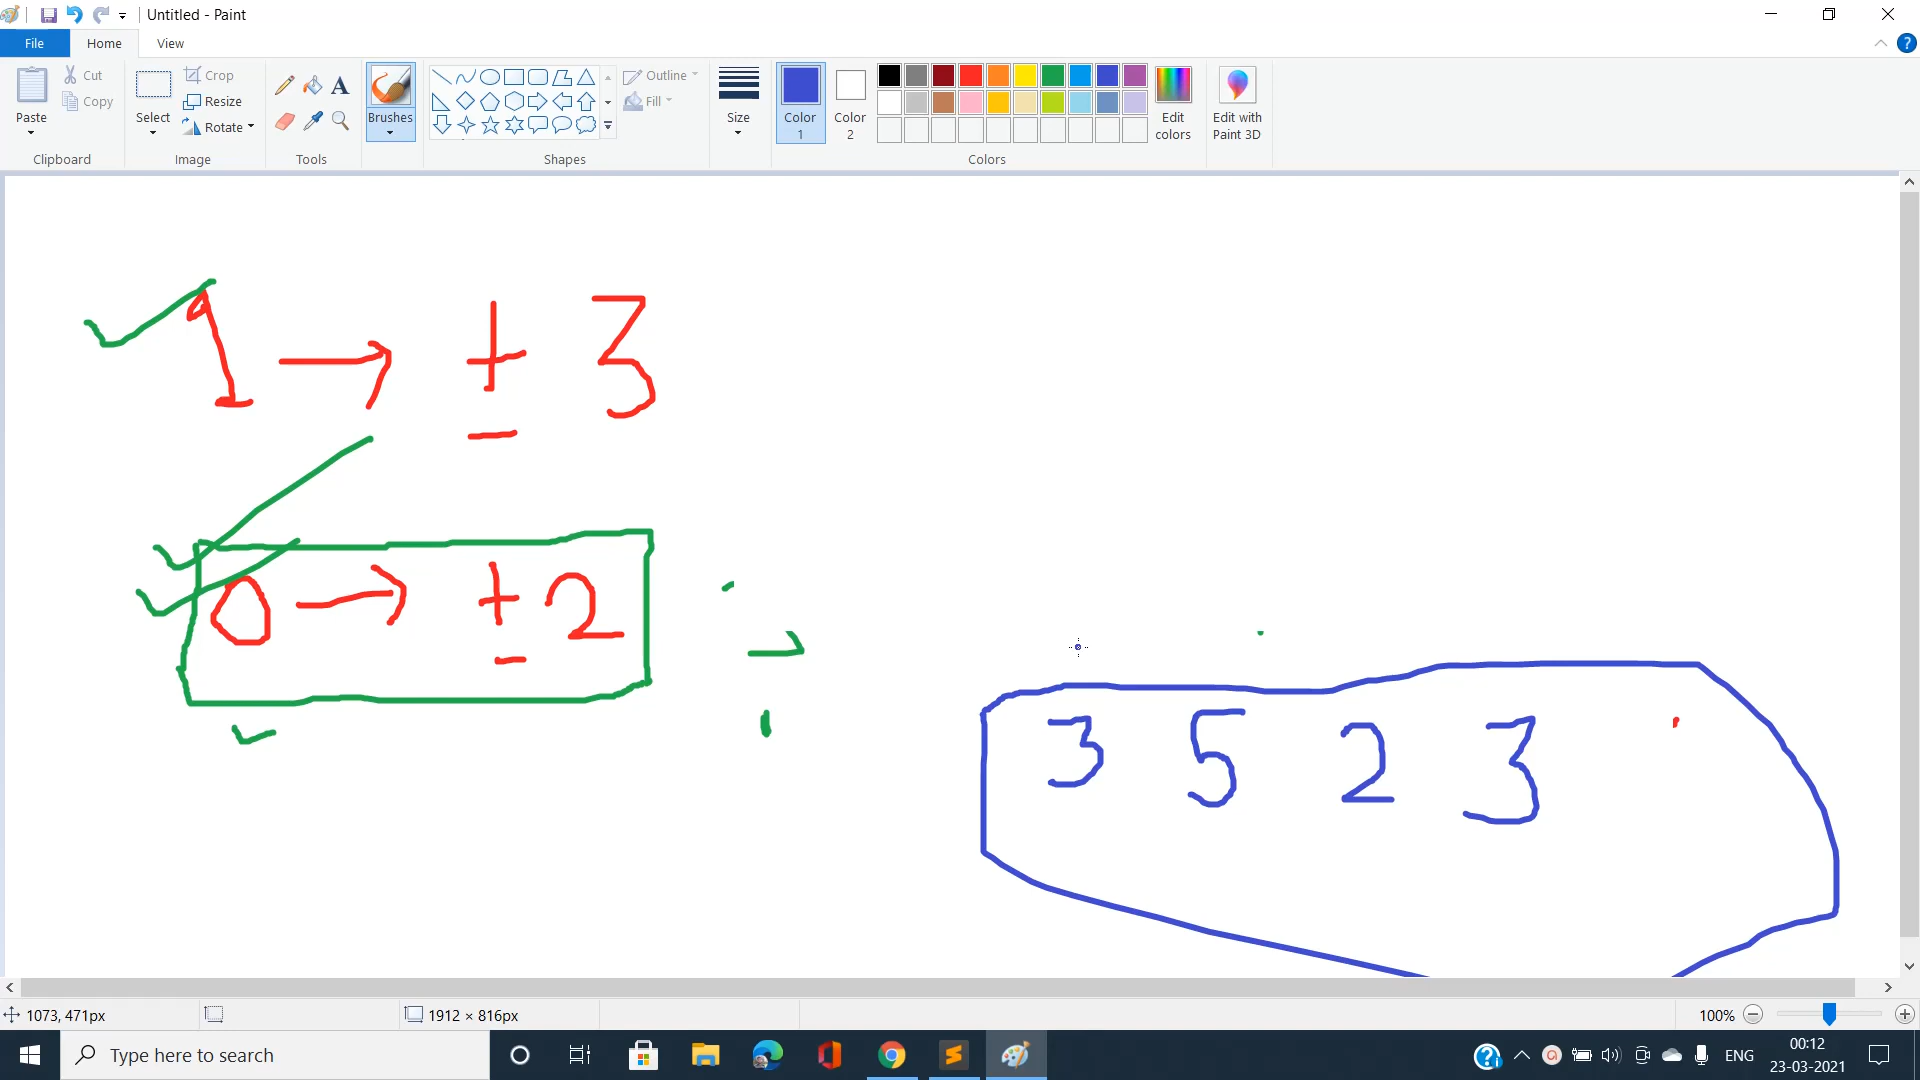 Untitled - Paint
File Home View
Paste
Cut
Copy
Clipboard
Select
Crop
Resize
Rotate
Image
Tools
Brushes
Outline
Fill
Shapes
Size
Color 1
Color 2
Edit colors
Colors
Edit with Paint 3D
1 → ± 3
0 → ± 2
3 5 2 3
1073, 471px
1912 × 816px
100%
Type here to search
ENG
00:12
23-03-2021